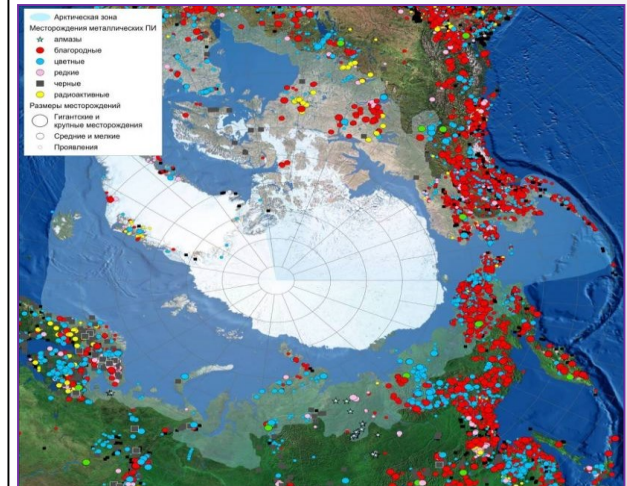 Арктическая зона
Месторождения металлических ПИ
алмазы
благородные
цветные
редкие
черные
радиоактивные
Размеры месторождений
Гигантские и
крупные месторождения
Средние и мелкие
Проявления